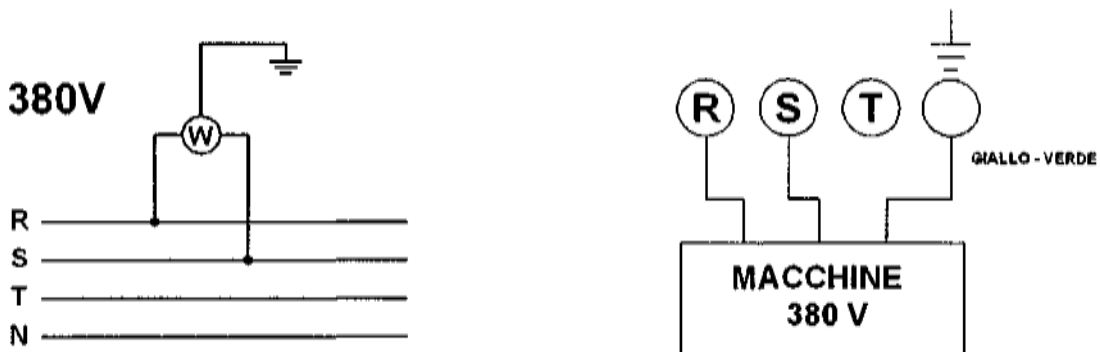 380V
W
R
S
T
N
R S T
GIALLO - VERDE
MACCHINE
380 V